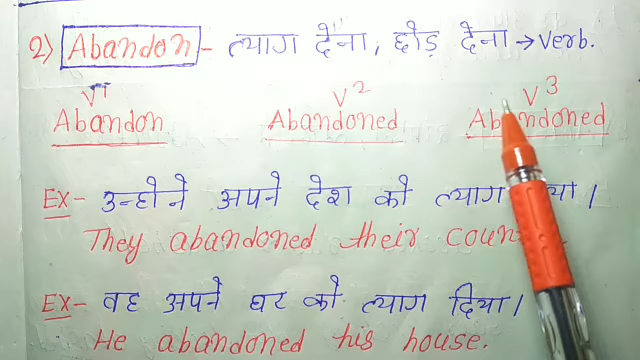 2) Abandon - त्याग देना, छोड़ देना → Verb.
V1 V2 V3
Abandon Abandoned Abandoned
Ex- उन्होने अपने देश को त्याग
They abandoned their
Ex- वह अपने घर को त्याग दिया।
He abandoned his house.